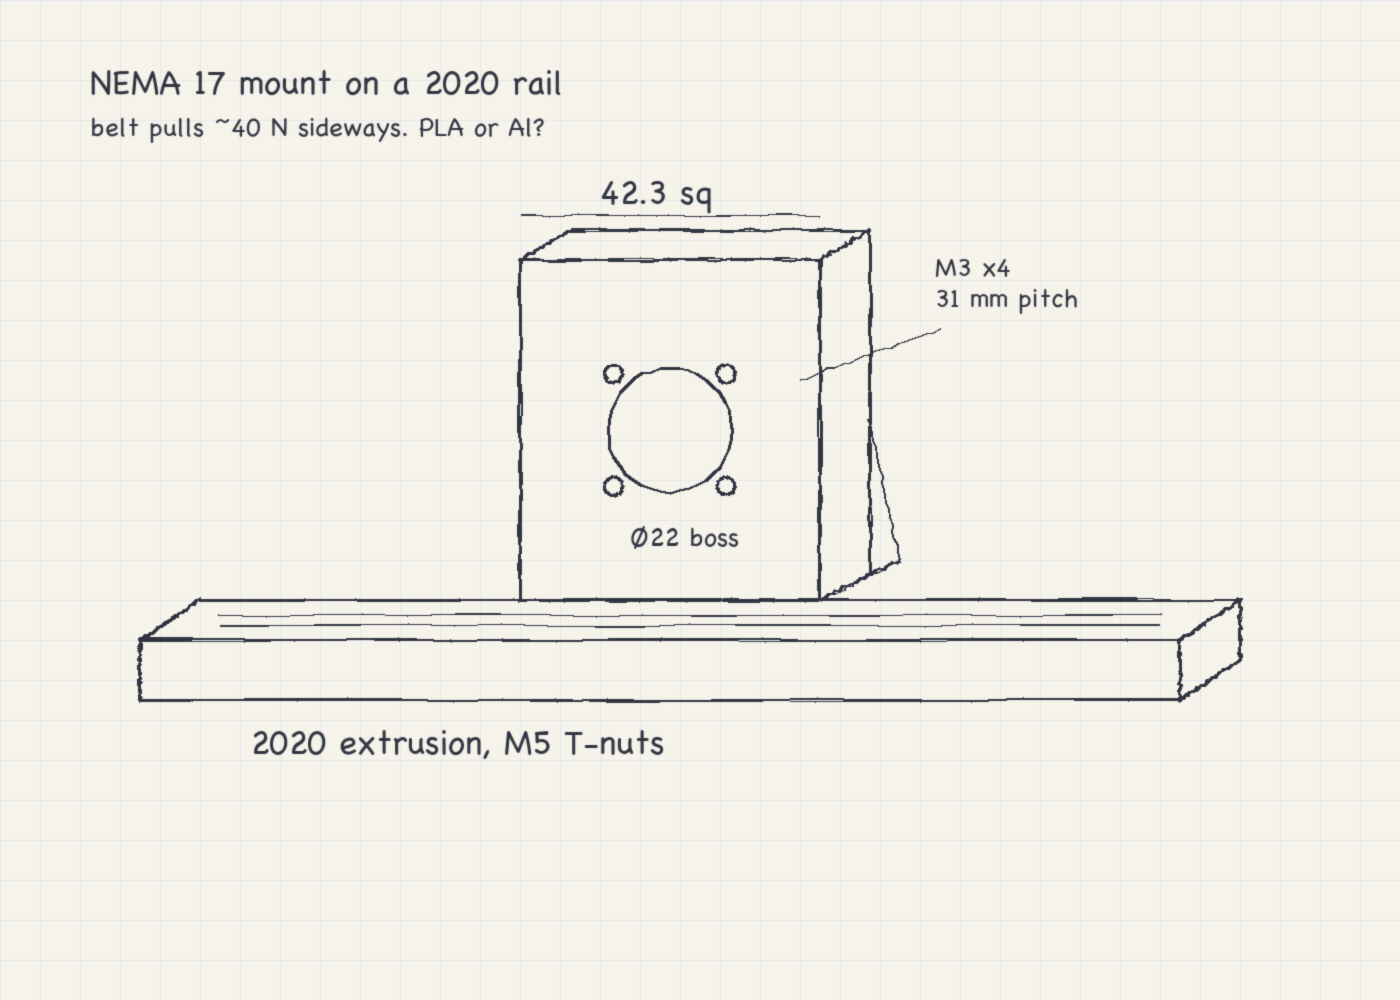 NEMA 17 mount on a 2020 rail
belt pulls ~40 N sideways. PLA or Al?
42.3 sq
M3 x4
31 mm pitch
Ø22 boss
2020 extrusion, M5 T-nuts